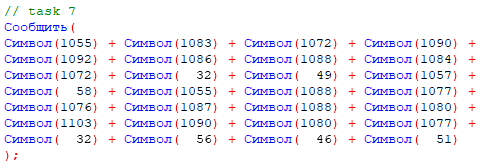 // task 7
Сообщить(
Символ(1055) + Символ(1083) + Символ(1072) + Символ(1090) +
Символ(1092) + Символ(1086) + Символ(1088) + Символ(1084) +
Символ(1072) + Символ(  32) + Символ(  49) + Символ(1057) +
Символ(  58) + Символ(1055) + Символ(1088) + Символ(1077) +
Символ(1076) + Символ(1087) + Символ(1088) + Символ(1080) +
Символ(1103) + Символ(1090) + Символ(1080) + Символ(1077) +
Символ(  32) + Символ(  56) + Символ(  46) + Символ(  51)
);